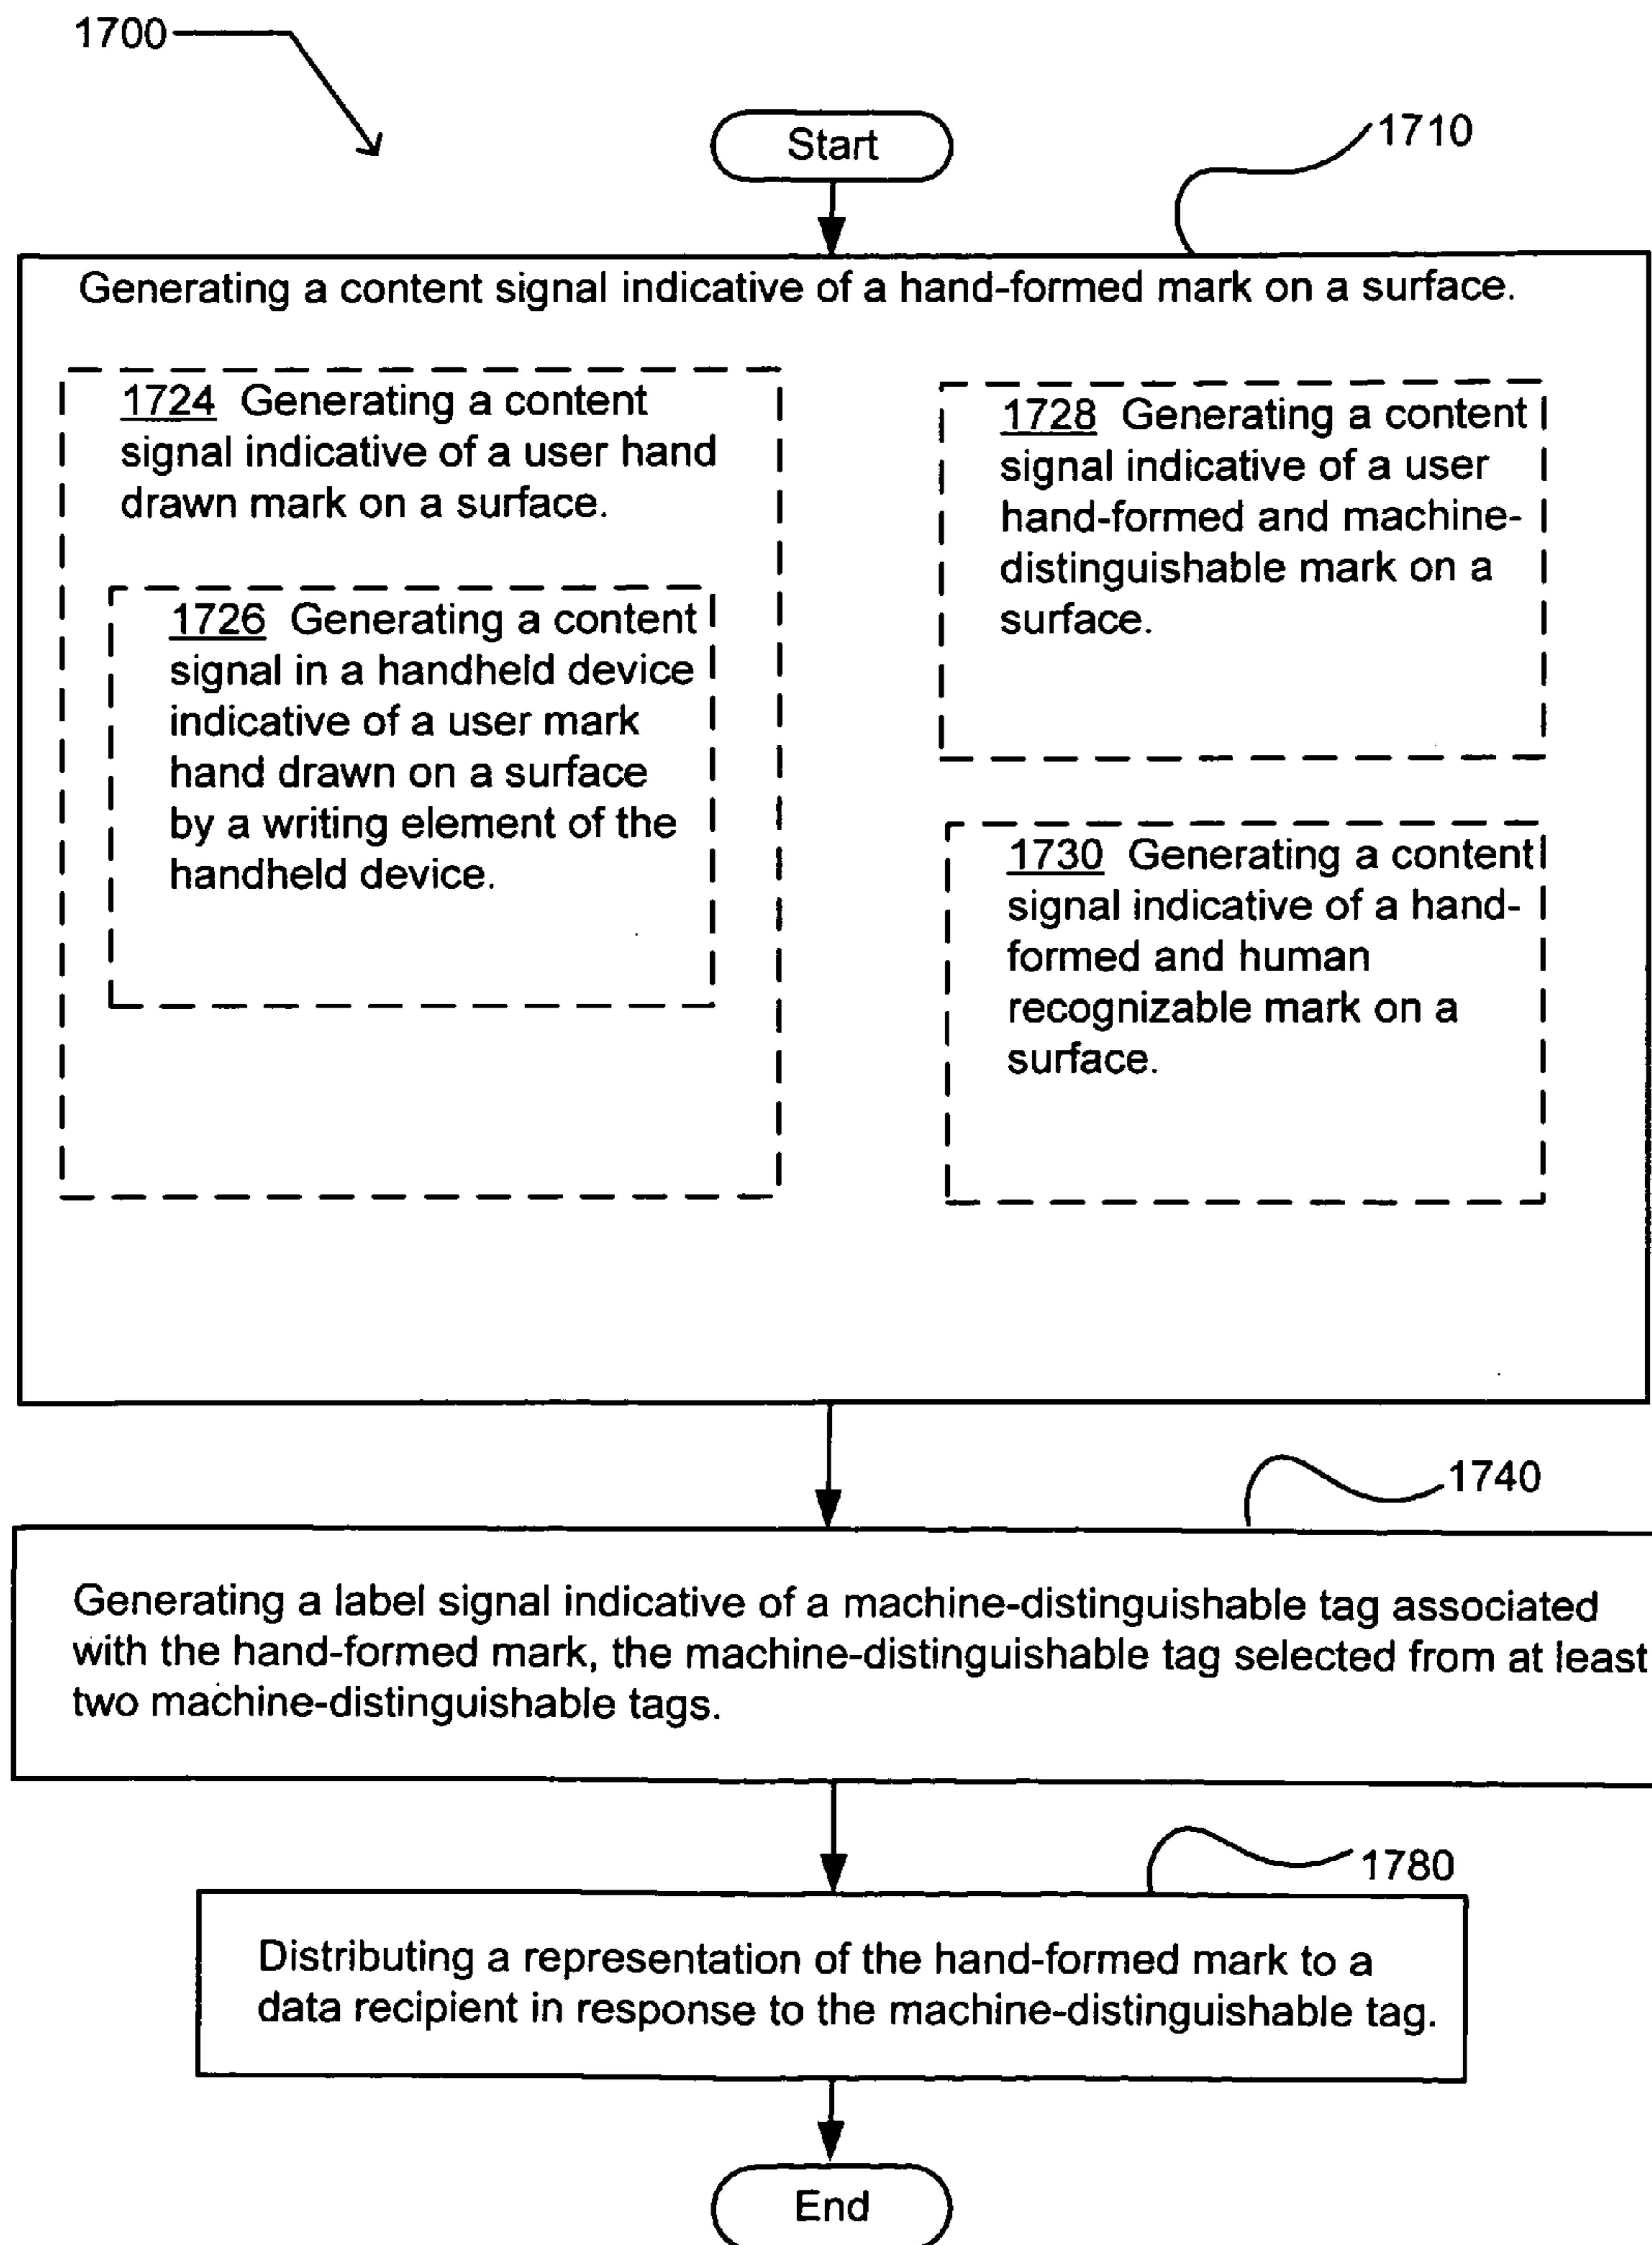 1700
Start
1710
Generating a content signal indicative of a hand-formed mark on a surface.
1724 Generating a content
signal indicative of a user hand
drawn mark on a surface.
1726 Generating a content
signal in a handheld device
indicative of a user mark
hand drawn on a surface
by a writing element of the
handheld device.
1728 Generating a content
signal indicative of a user
hand-formed and machine-
distinguishable mark on a
surface.
1730 Generating a content
signal indicative of a hand-
formed and human
recognizable mark on a
surface.
1740
Generating a label signal indicative of a machine-distinguishable tag associated
with the hand-formed mark, the machine-distinguishable tag selected from at least
two machine-distinguishable tags.
1780
Distributing a representation of the hand-formed mark to a
data recipient in response to the machine-distinguishable tag.
End